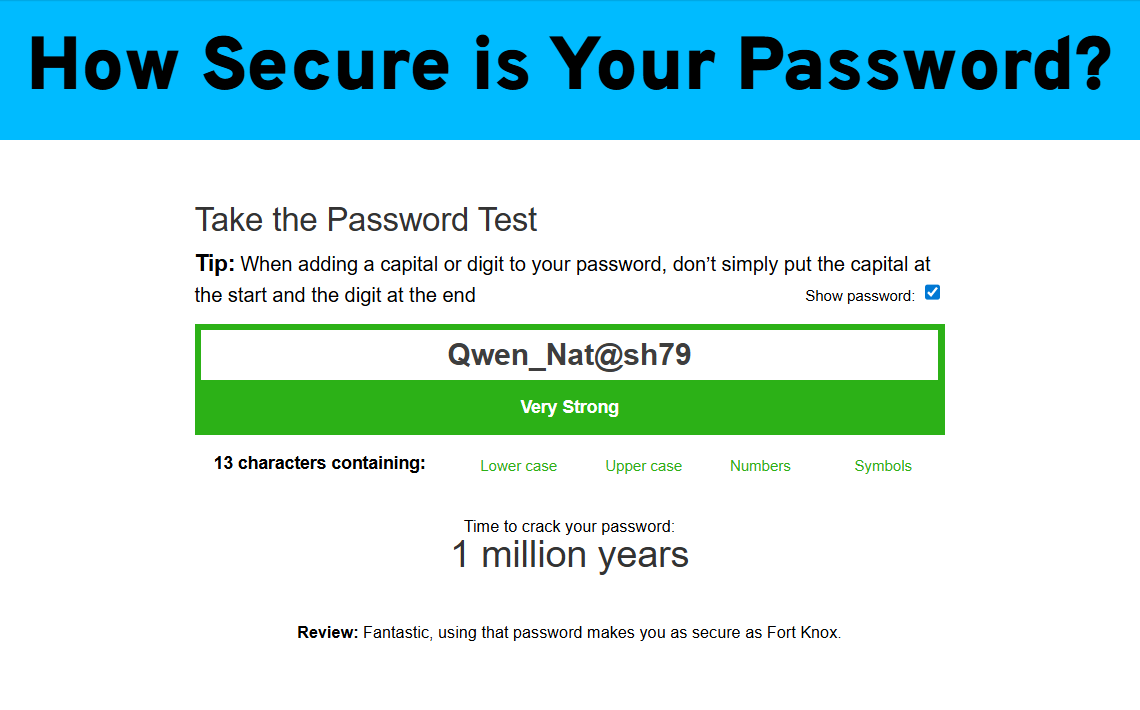 How Secure is Your Password?
Take the Password Test
Tip: When adding a capital or digit to your password, don’t simply put the capital at
the start and the digit at the end
Show password:
Qwen_Nat@sh79
Very Strong
13 characters containing: Lower case Upper case Numbers Symbols
Time to crack your password:
1 million years
Review: Fantastic, using that password makes you as secure as Fort Knox.